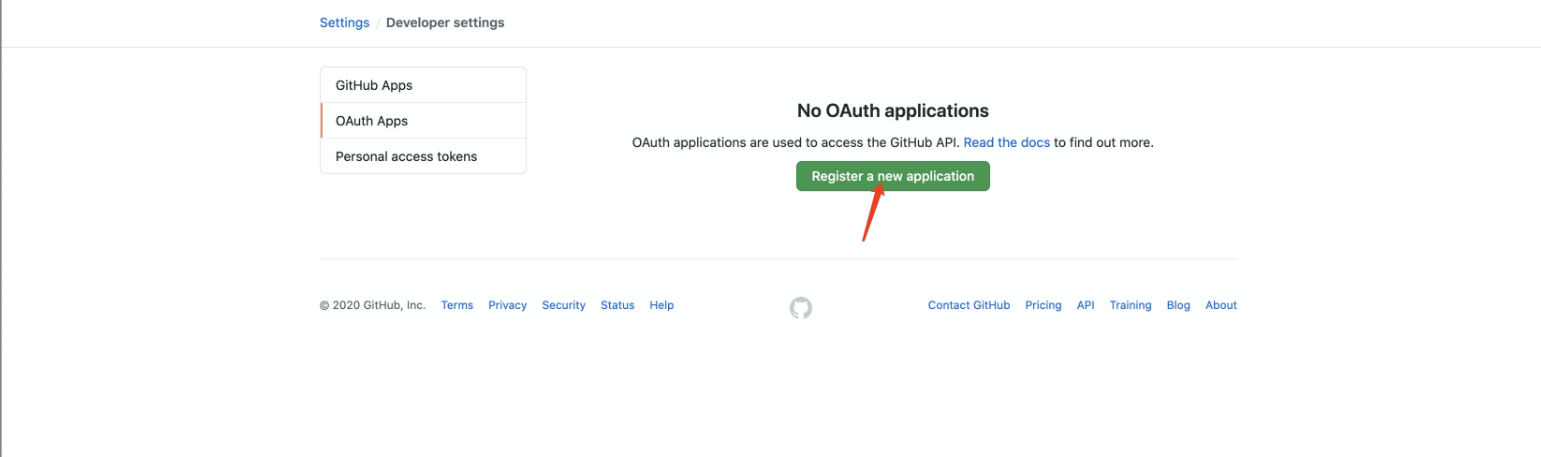 Settings / Developer settings
GitHub Apps
OAuth Apps
Personal access tokens
No OAuth applications
OAuth applications are used to access the GitHub API. Read the docs to find out more.
Register a new application
© 2020 GitHub, Inc. Terms Privacy Security Status Help
Contact GitHub Pricing API Training Blog About